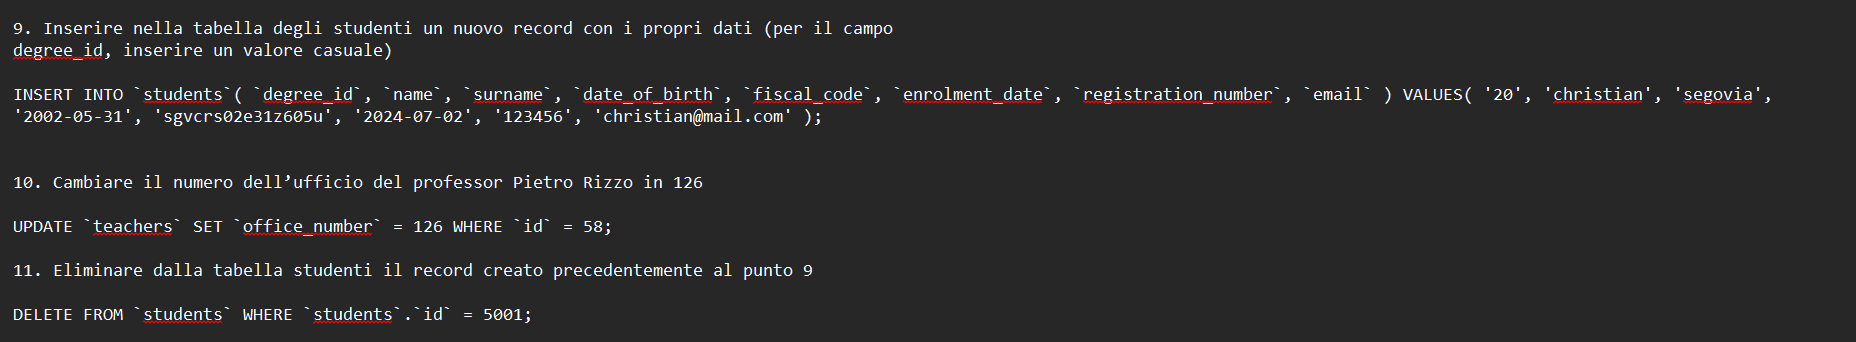 9. Inserire nella tabella degli studenti un nuovo record con i propri dati (per il campo
degree_id, inserire un valore casuale)
INSERT INTO `students`( `degree_id`, `name`, `surname`, `date_of_birth`, `fiscal_code`, `enrolment_date`, `registration_number`, `email` ) VALUES( '20', 'christian', 'segovia',
'2002-05-31', 'sgvcrs02e31z605u', '2024-07-02', '123456', 'christian@mail.com' );
10. Cambiare il numero dell’ufficio del professor Pietro Rizzo in 126
UPDATE `teachers` SET `office_number` = 126 WHERE `id` = 58;
11. Eliminare dalla tabella studenti il record creato precedentemente al punto 9
DELETE FROM `students` WHERE `students`.`id` = 5001;